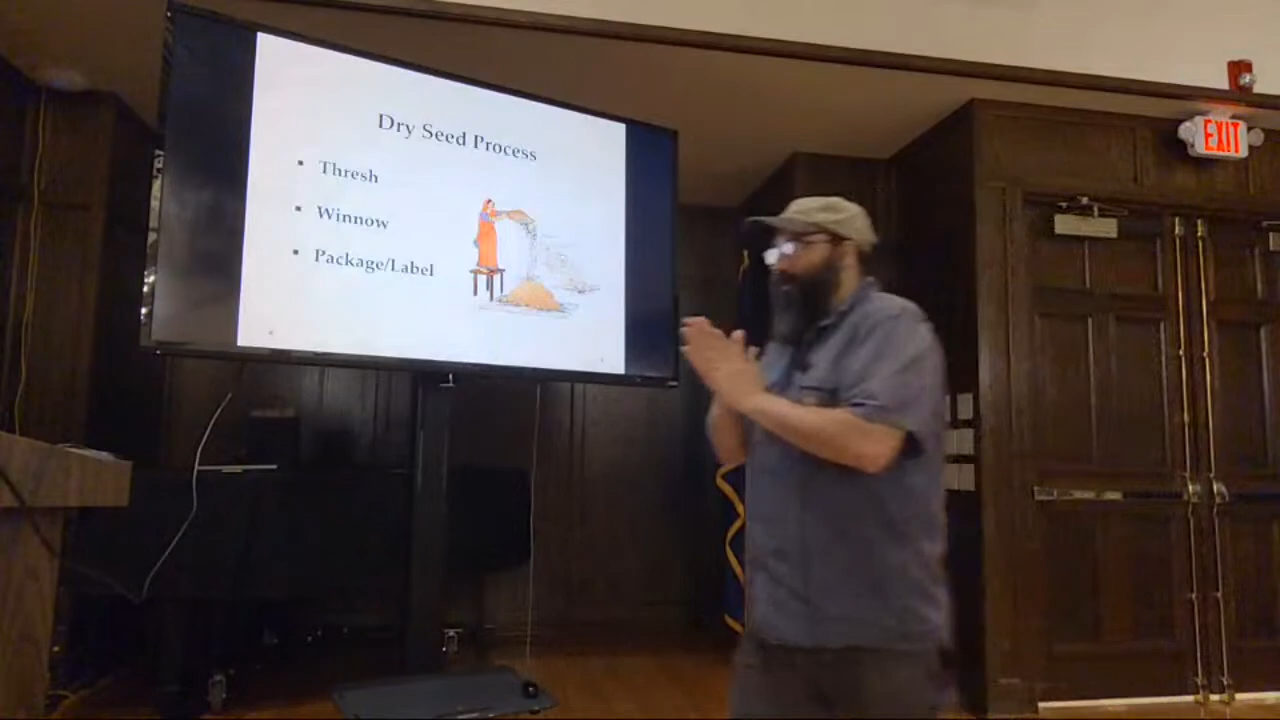 Dry Seed Process
▪ Thresh
▪ Winnow
▪ Package/Label
EXIT